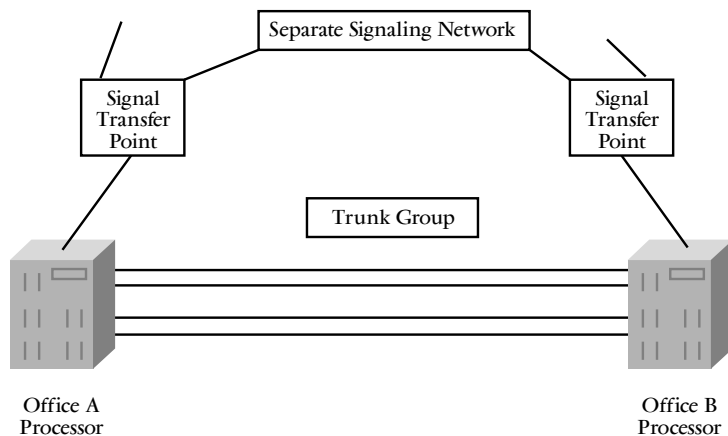 Separate Signaling Network
Signal
Transfer
Point
Signal
Transfer
Point
Trunk Group
Office A
Processor
Office B
Processor